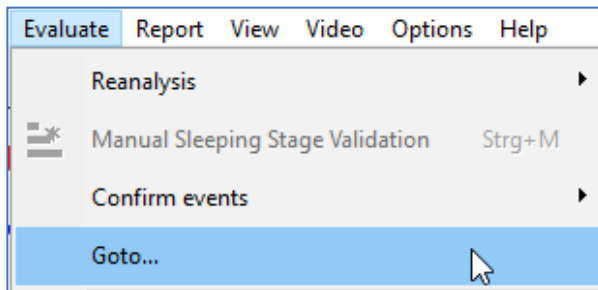 Evaluate Report View Video Options Help
Reanalysis
Manual Sleeping Stage Validation Strg+M
Confirm events
Goto...